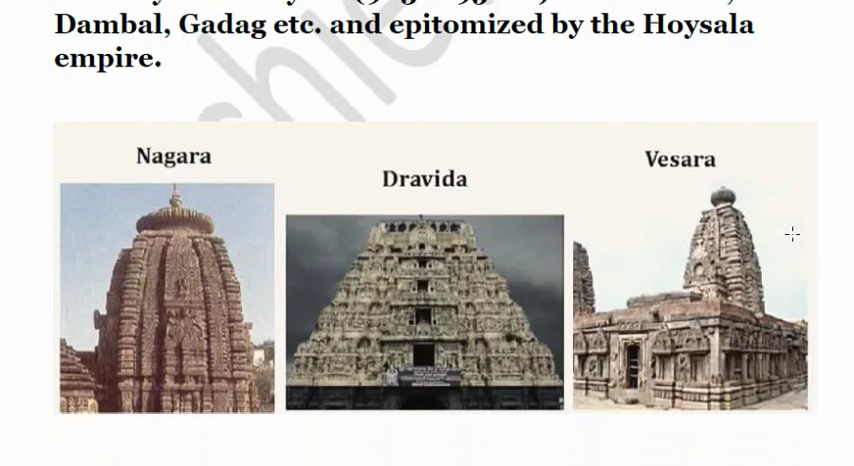 Dambal, Gadag etc. and epitomized by the Hoysala
empire.
Nagara
Dravida
Vesara